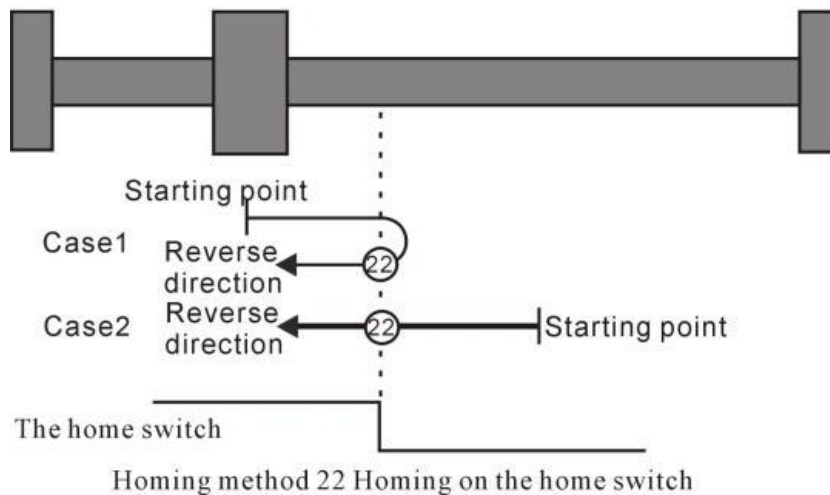 Starting point
Case1
Reverse
direction
22
Case2
Reverse
direction
22
Starting point
The home switch
Homing method 22 Homing on the home switch